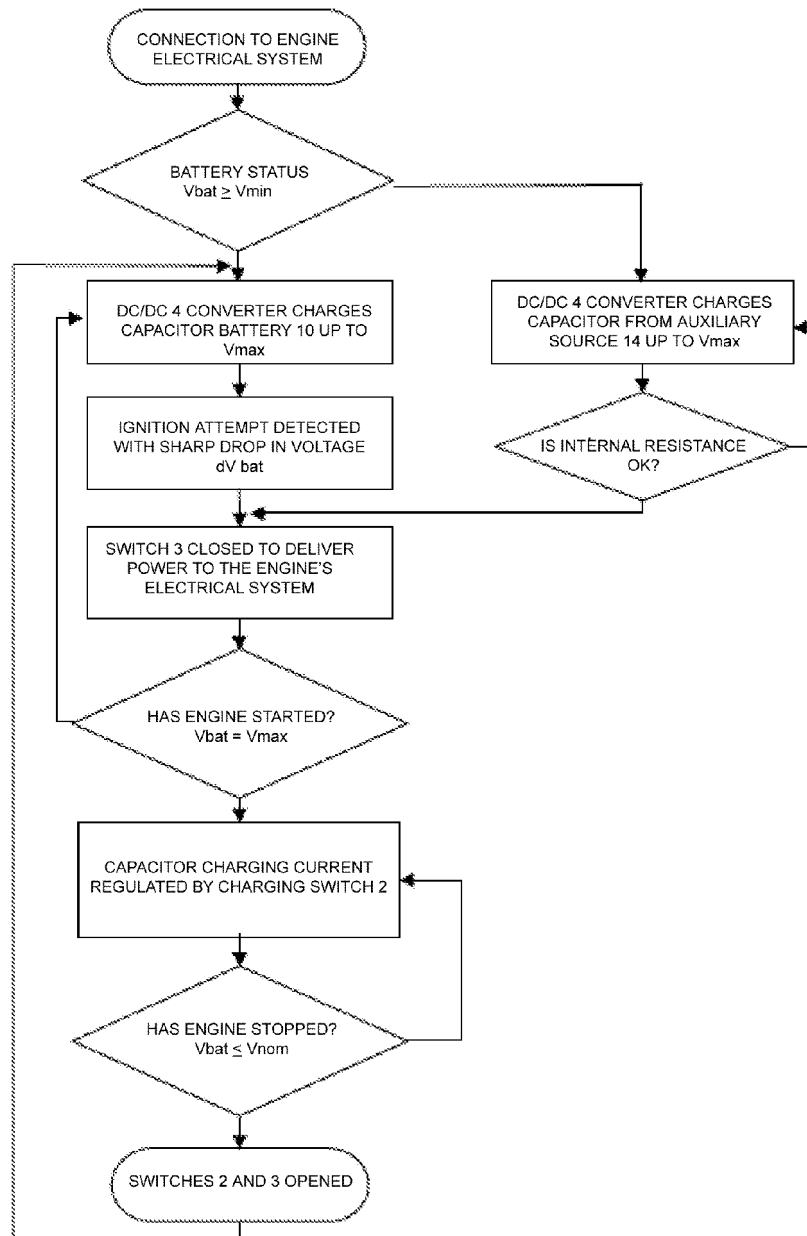 CONNECTION TO ENGINE
ELECTRICAL SYSTEM
BATTERY STATUS
Vbat ≥ Vmin
DC/DC 4 CONVERTER CHARGES
CAPACITOR BATTERY 10 UP TO
Vmax
DC/DC 4 CONVERTER CHARGES
CAPACITOR FROM AUXILIARY
SOURCE 14 UP TO Vmax
IGNITION ATTEMPT DETECTED
WITH SHARP DROP IN VOLTAGE
dV bat
IS INTERNAL RESISTANCE
OK?
SWITCH 3 CLOSED TO DELIVER
POWER TO THE ENGINE'S
ELECTRICAL SYSTEM
HAS ENGINE STARTED?
Vbat = Vmax
CAPACITOR CHARGING CURRENT
REGULATED BY CHARGING SWITCH 2
HAS ENGINE STOPPED?
Vbat ≤ Vnom
SWITCHES 2 AND 3 OPENED